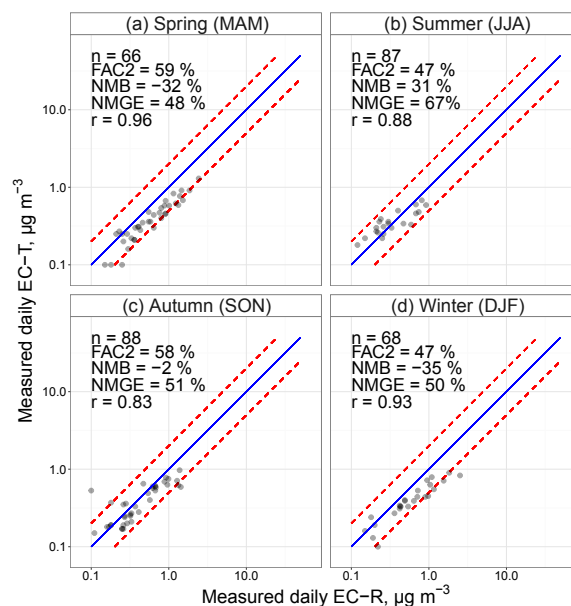 (a) Spring (MAM)
n = 66
FAC2 = 59 %
NMB = −32 %
NMGE = 48 %
r = 0.96
(b) Summer (JJA)
n = 87
FAC2 = 47 %
NMB = 31 %
NMGE = 67%
r = 0.88
10.0
1.0
0.1
(c) Autumn (SON)
n = 88
FAC2 = 58 %
NMB = −2 %
NMGE = 51 %
r = 0.83
(d) Winter (DJF)
n = 68
FAC2 = 47 %
NMB = −35 %
NMGE = 50 %
r = 0.93
10.0
1.0
0.1
0.1 1.0 10.0 0.1 1.0 10.0
Measured daily EC−T, µg m⁻³
Measured daily EC−R, µg m⁻³